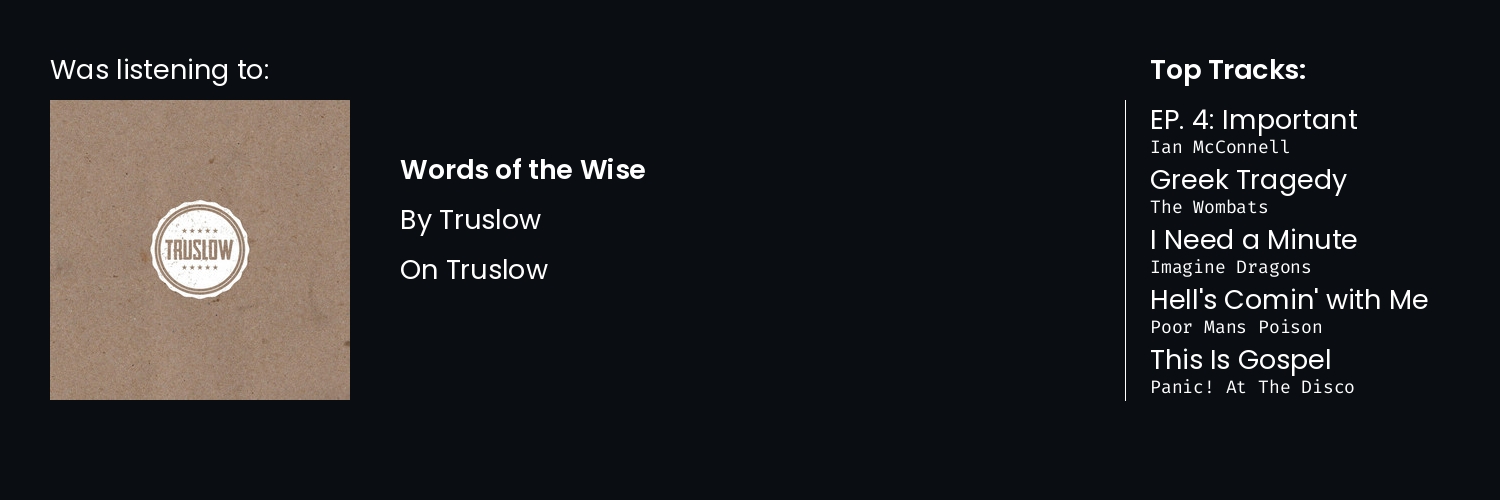 Was listening to:
TRUSLOW
Words of the Wise
By Truslow
On Truslow
Top Tracks:
EP. 4: Important
Ian McConnell
Greek Tragedy
The Wombats
I Need a Minute
Imagine Dragons
Hell's Comin' with Me
Poor Mans Poison
This Is Gospel
Panic! At The Disco